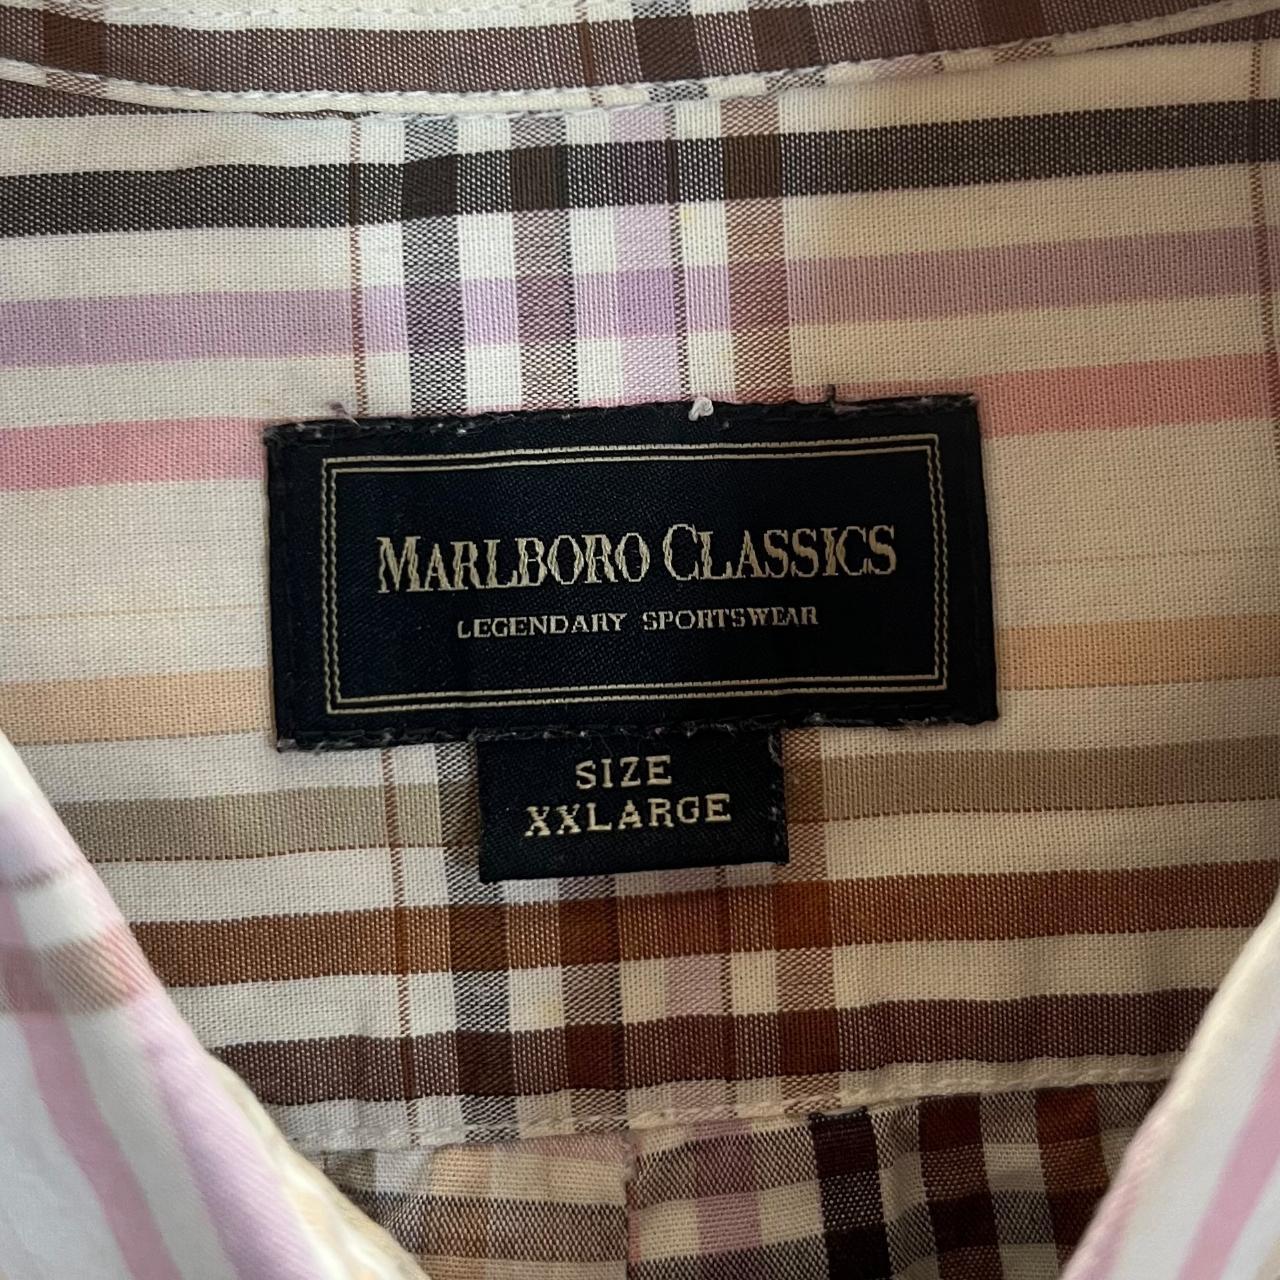 MARLBORO CLASSICS
LEGENDARY SPORTSWEAR
SIZE
XXLARGE